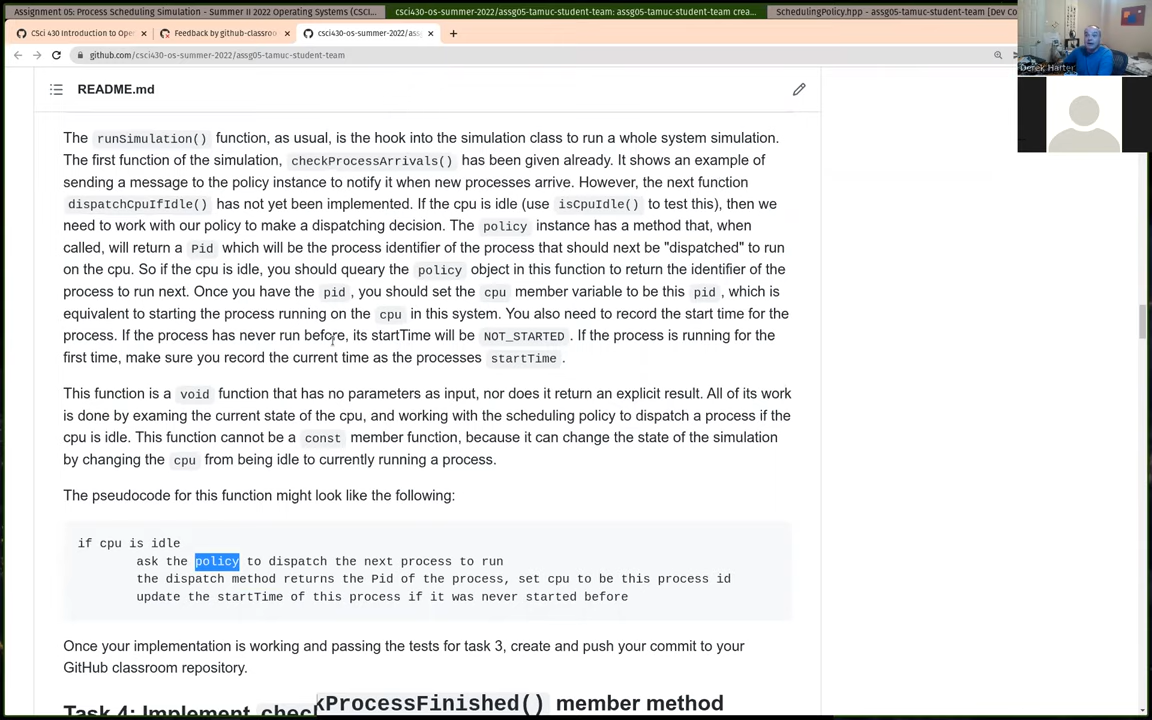 Assignment 05: Process Scheduling Simulation - Summer II 2022 Operating Systems (CSCI...
csci430-os-summer-2022/assg05-tamuc-student-team: assg05-tamuc-student-team crea...
SchedulingPolicy.hpp - assg05-tamuc-student-team [Dev Co
CSci 430 Introduction to Ope
Feedback by github-classroo
csci430-os-summer-2022/as
github.com/csci430-os-summer-2022/assg05-tamuc-student-team
Derek Harter
README.md
The runSimulation() function, as usual, is the hook into the simulation class to run a whole system simulation.
The first function of the simulation, checkProcessArrivals() has been given already. It shows an example of
sending a message to the policy instance to notify it when new processes arrive. However, the next function
dispatchCpuIfIdle() has not yet been implemented. If the cpu is idle (use isCpuIdle() to test this), then we
need to work with our policy to make a dispatching decision. The policy instance has a method that, when
called, will return a Pid which will be the process identifier of the process that should next be "dispatched" to run
on the cpu. So if the cpu is idle, you should queary the policy object in this function to return the identifier of the
process to run next. Once you have the pid , you should set the cpu member variable to be this pid , which is
equivalent to starting the process running on the cpu in this system. You also need to record the start time for the
process. If the process has never run before, its startTime will be NOT_STARTED . If the process is running for the
first time, make sure you record the current time as the processes startTime .
This function is a void function that has no parameters as input, nor does it return an explicit result. All of its work
is done by examing the current state of the cpu, and working with the scheduling policy to dispatch a process if the
cpu is idle. This function cannot be a const member function, because it can change the state of the simulation
by changing the cpu from being idle to currently running a process.
The pseudocode for this function might look like the following:
if cpu is idle
ask the policy to dispatch the next process to run
the dispatch method returns the Pid of the process, set cpu to be this process id
update the startTime of this process if it was never started before
Once your implementation is working and passing the tests for task 3, create and push your commit to your
GitHub classroom repository.
Task 4: Implement checkProcessFinished() member method